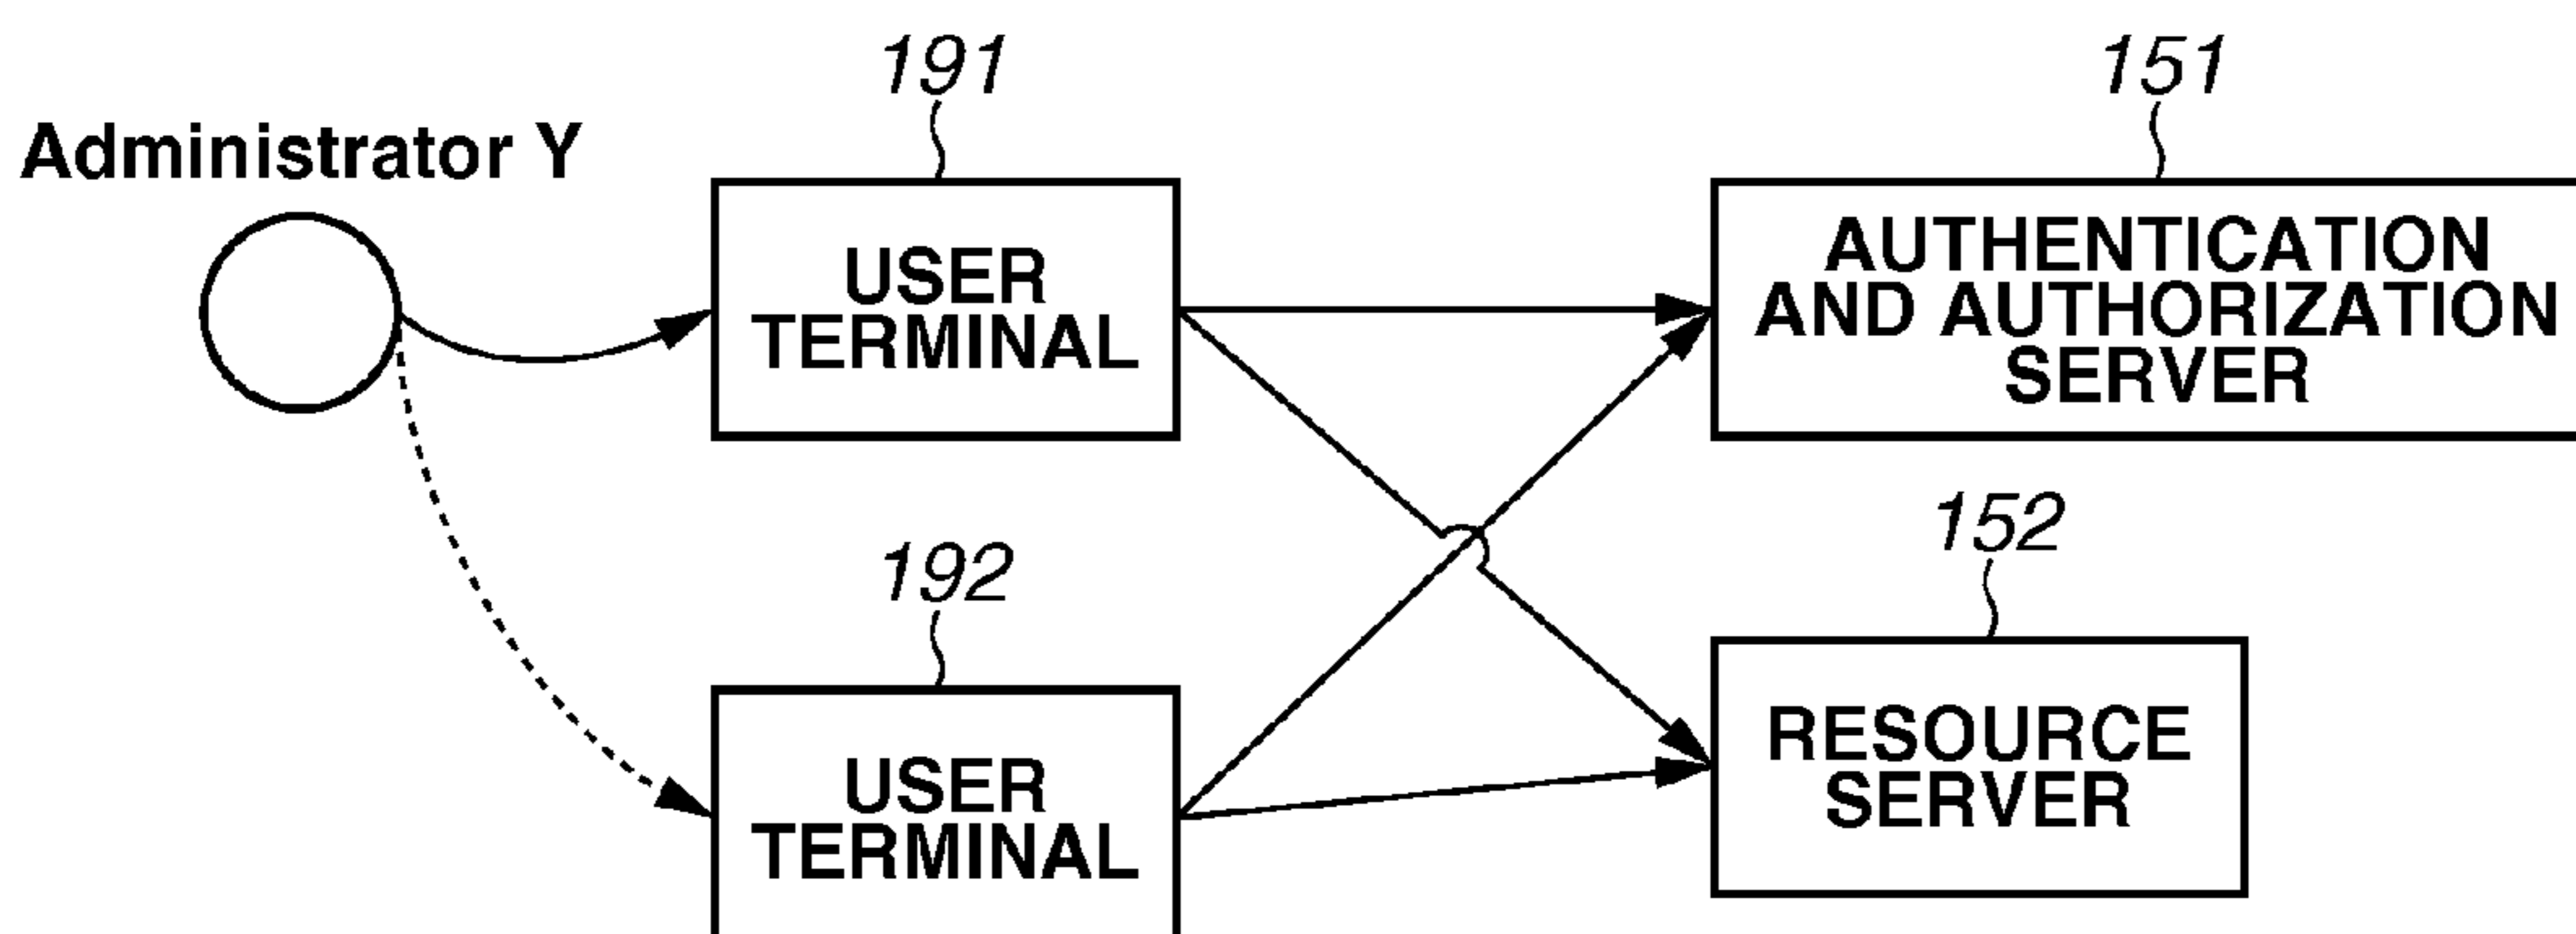 191
151
Administrator Y
USER
TERMINAL
AUTHENTICATION
AND AUTHORIZATION
SERVER
192
152
USER
TERMINAL
RESOURCE
SERVER